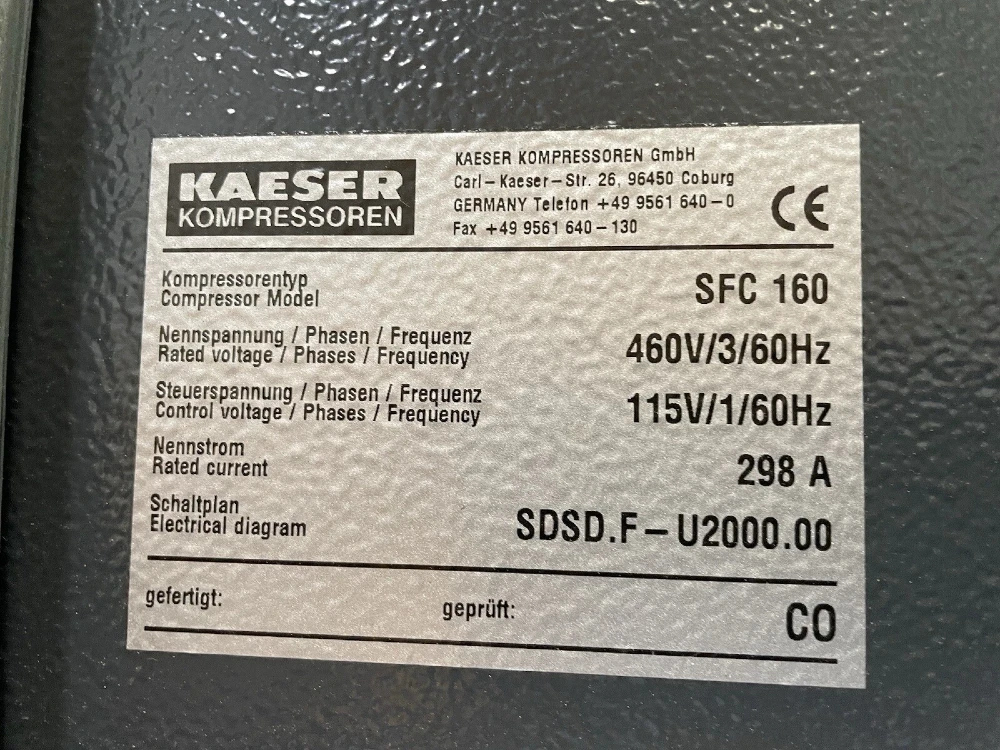 KAESER
KOMPRESSOREN
KAESER KOMPRESSOREN GmbH
Carl-Kaeser-Str. 26, 96450 Coburg
GERMANY Telefon +49 9561 640-0
Fax +49 9561 640-130
CE
Kompressorentyp
Compressor Model
SFC 160
Nennspannung / Phasen / Frequenz
Rated voltage / Phases / Frequency
460V/3/60Hz
Steuerspannung / Phasen / Frequenz
Control voltage / Phases / Frequency
115V/1/60Hz
Nennstrom
Rated current
298 A
Schaltplan
Electrical diagram
SDSD.F-U2000.00
gefertigt:
geprüft:
CO